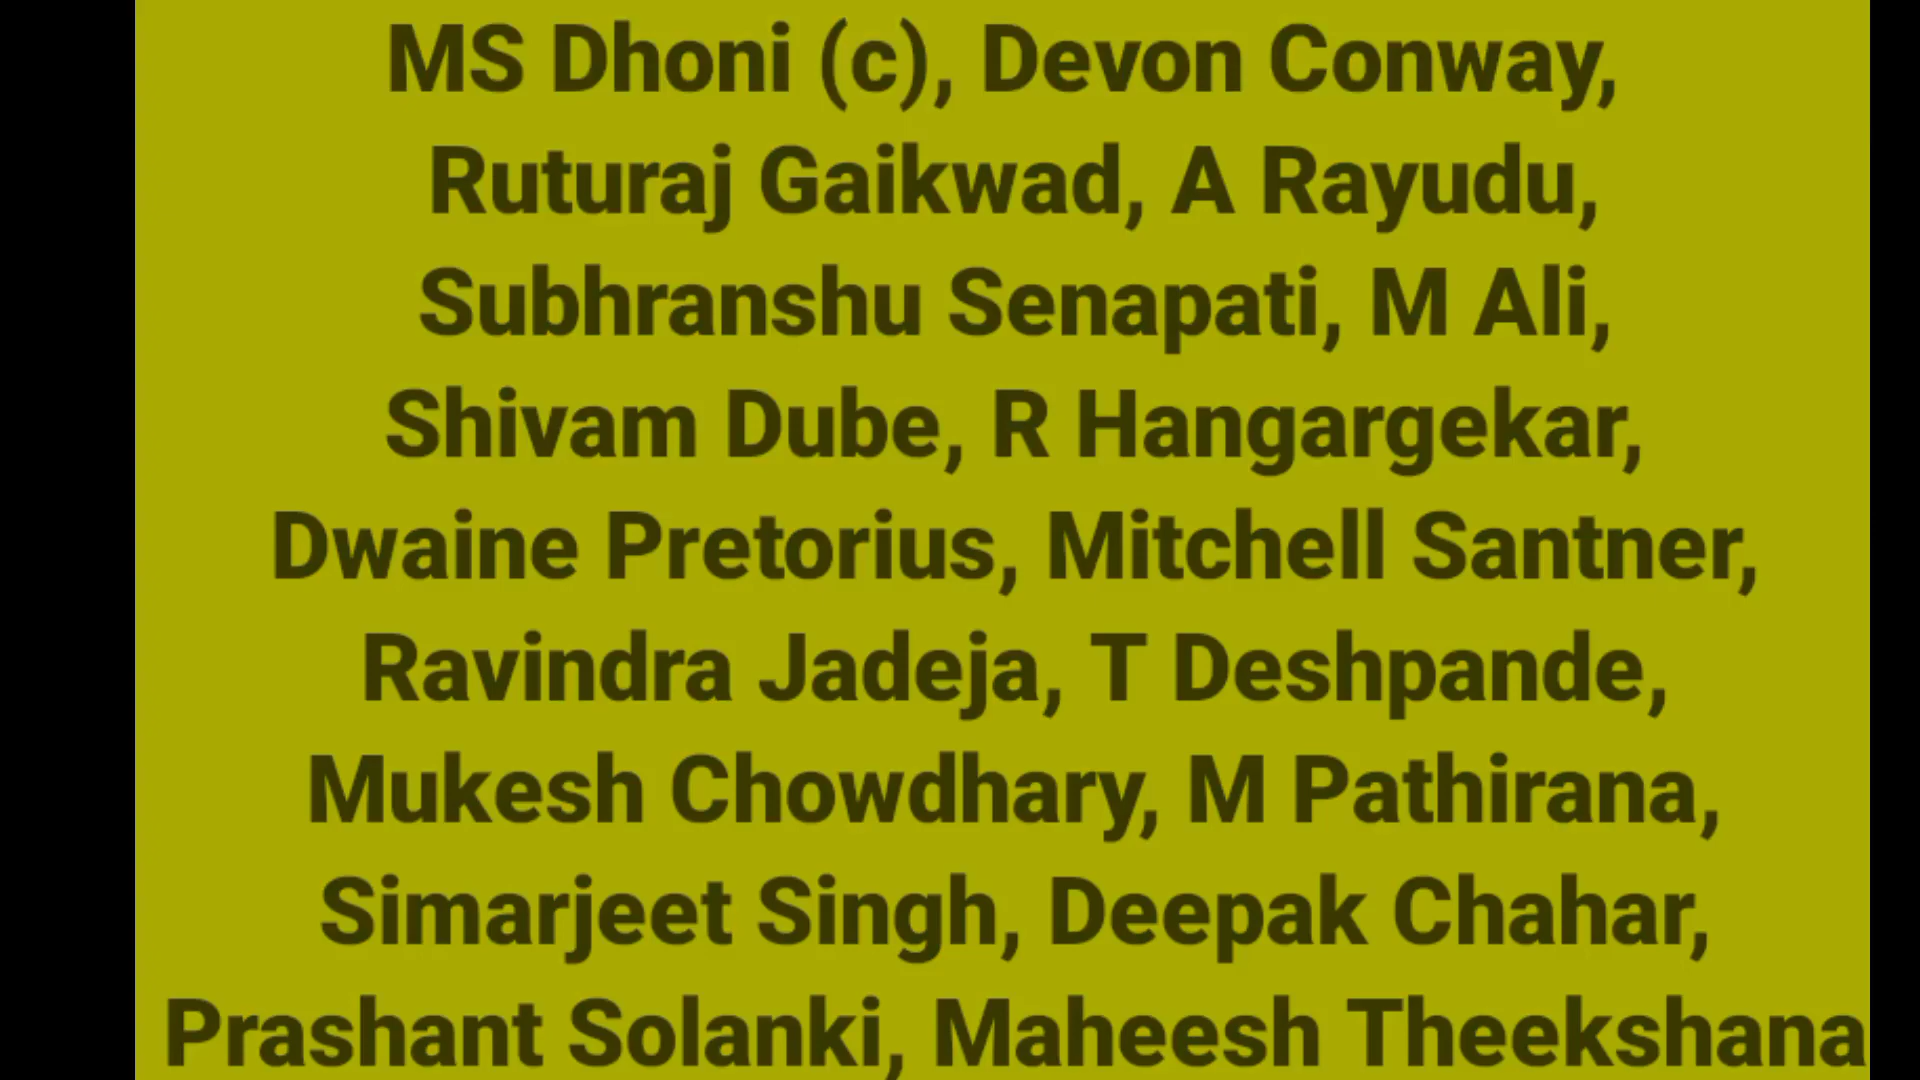 MS Dhoni (c), Devon Conway,
Ruturaj Gaikwad, A Rayudu,
Subhranshu Senapati, M Ali,
Shivam Dube, R Hangargekar,
Dwaine Pretorius, Mitchell Santner,
Ravindra Jadeja, T Deshpande,
Mukesh Chowdhary, M Pathirana,
Simarjeet Singh, Deepak Chahar,
Prashant Solanki, Maheesh Theekshana